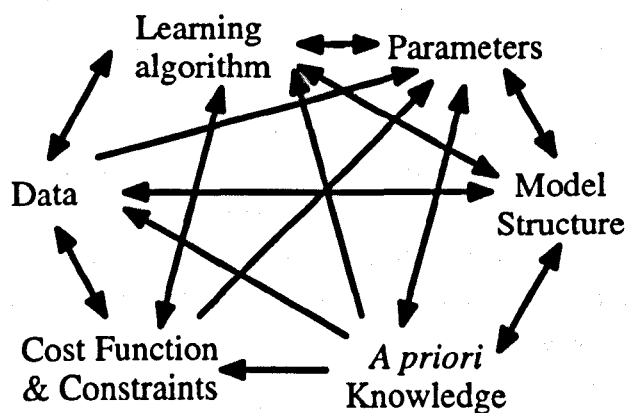 Learning
algorithm
Parameters
Data
Model
Structure
Cost Function
& Constraints
A priori
Knowledge